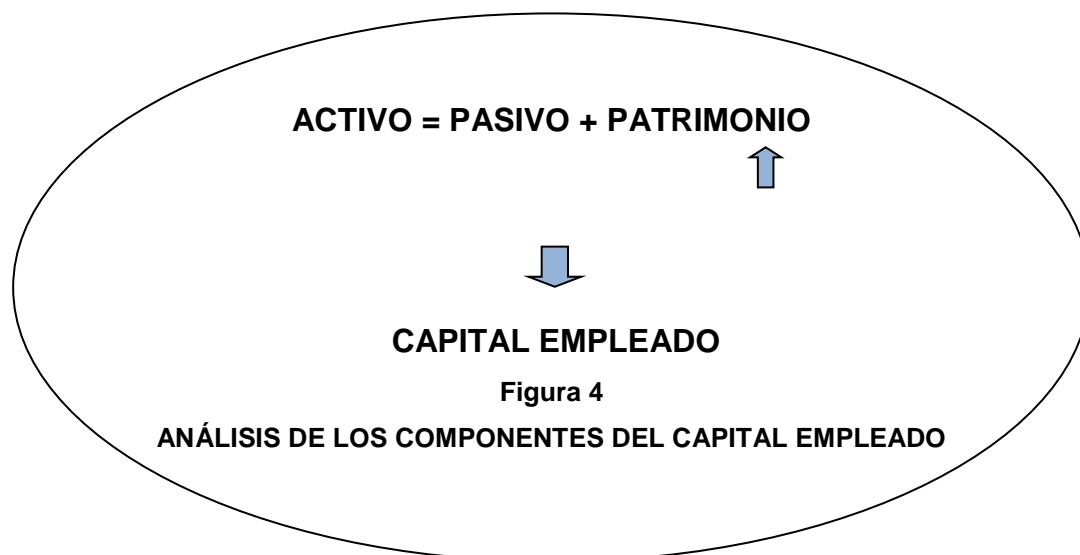 ACTIVO = PASIVO + PATRIMONIO
CAPITAL EMPLEADO
Figura 4
ANÁLISIS DE LOS COMPONENTES DEL CAPITAL EMPLEADO